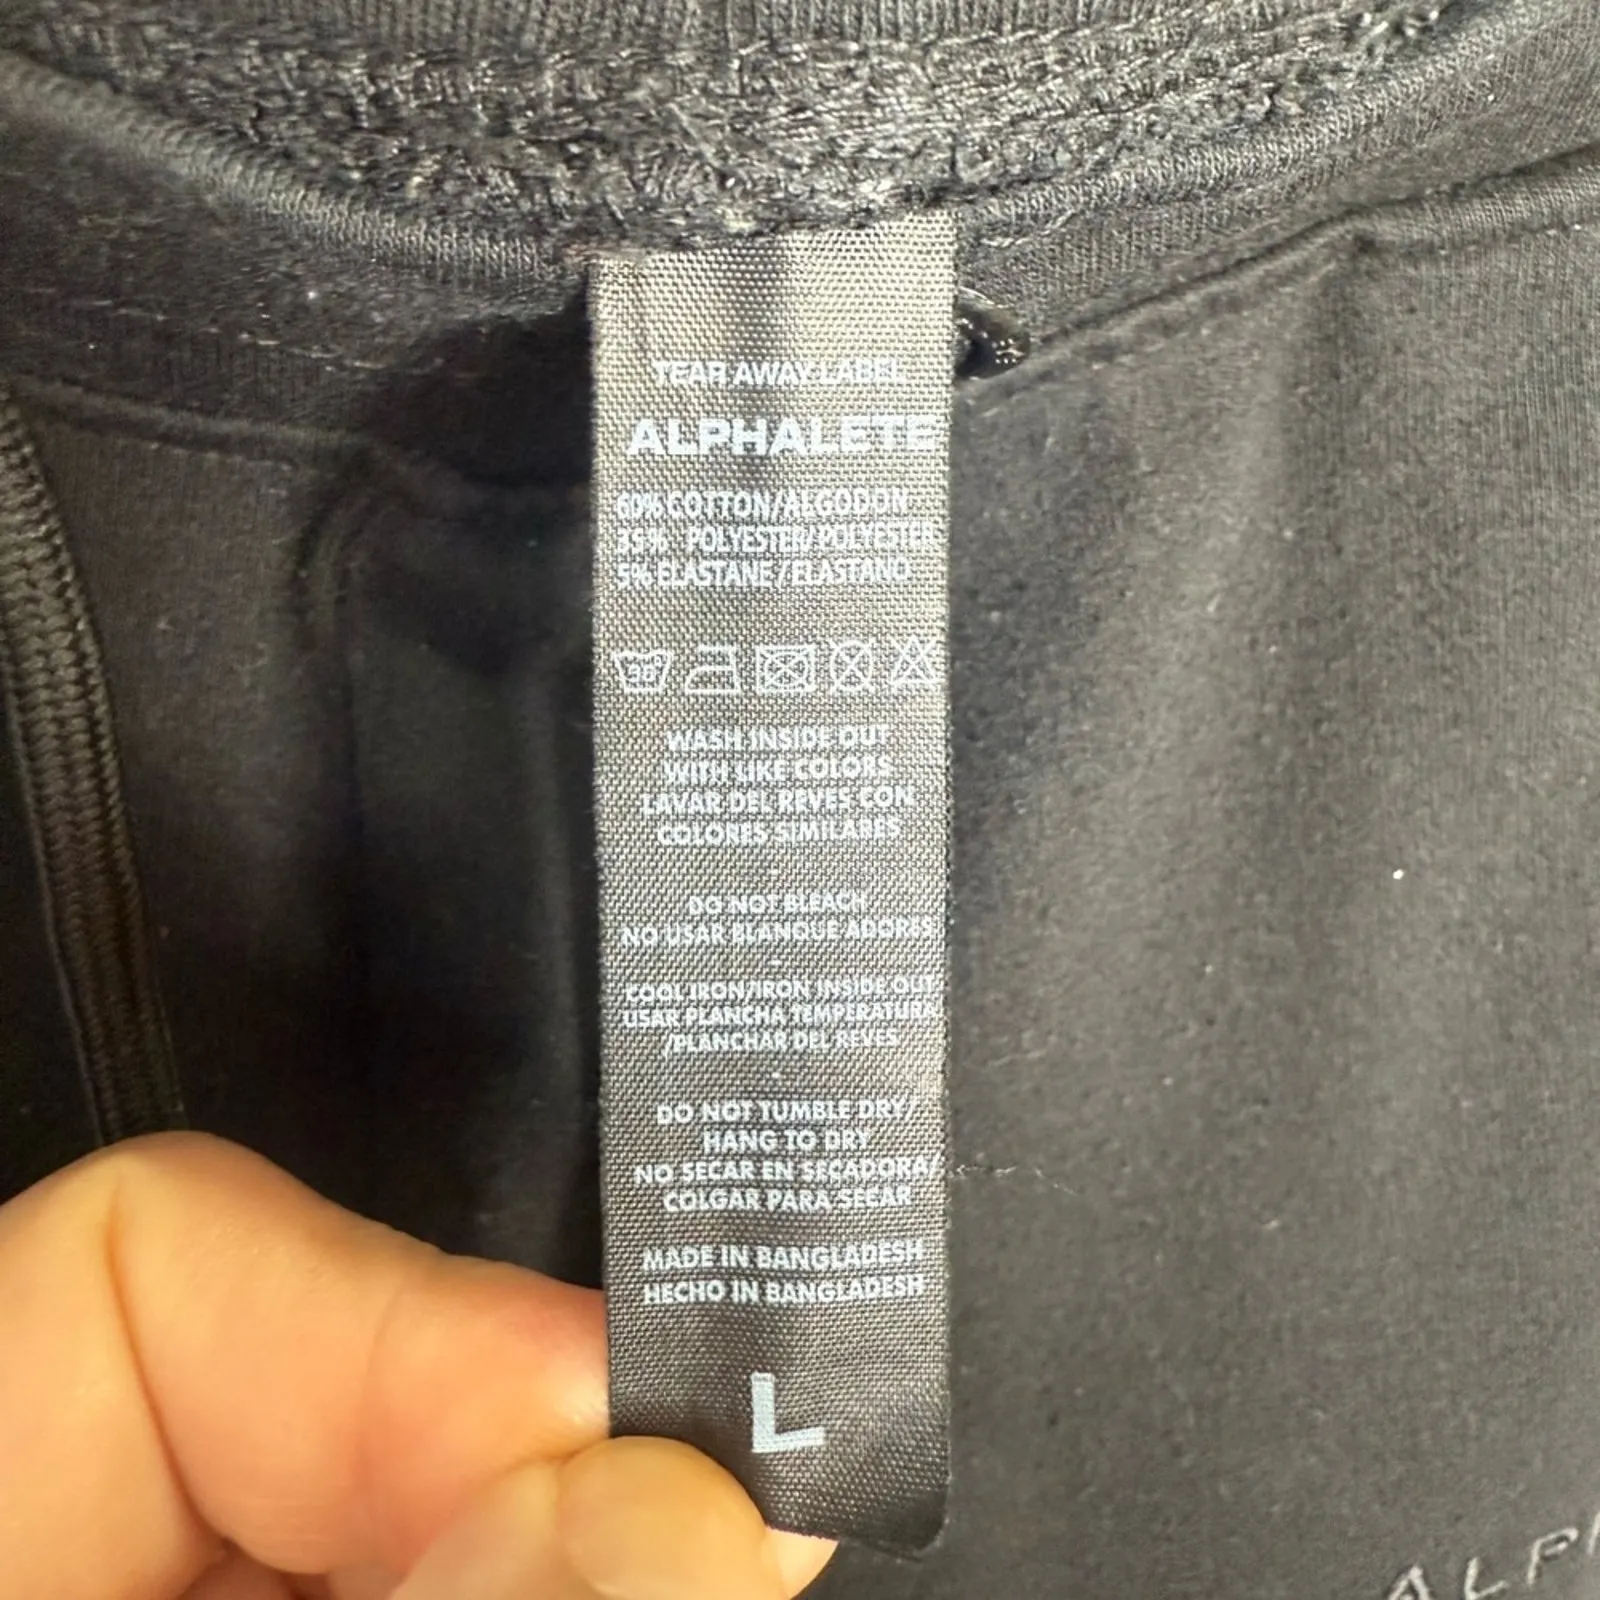 TEAR AWAY LABEL
ALPHALETE
60% COTTON/ALGODON
35% POLYESTER/POLYESTER
5% ELASTANE/ELASTANO
30°
WASH INSIDE OUT
WITH LIKE COLORS
LAVAR DEL REVES CON
COLORES SIMILARES
-
DO NOT BLEACH
NO USAR BLANQUE ADORES
-
COOL IRON/IRON INSIDE OUT
USAR PLANCHA TEMPERATURA
/PLANCHAR DEL REVES
-
DO NOT TUMBLE DRY/
HANG TO DRY
NO SECAR EN SECADORA/
COLGAR PARA SECAR
MADE IN BANGLADESH
HECHO IN BANGLADESH
L
ALP